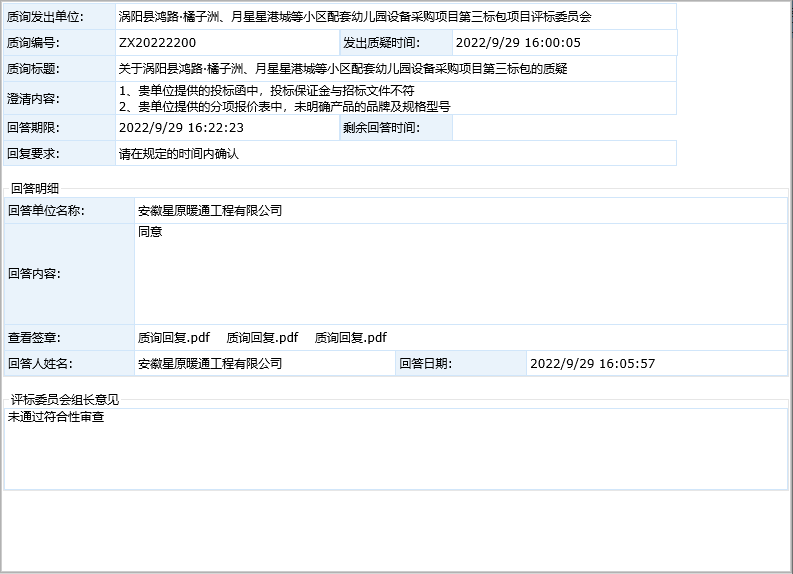 质询发出单位: 涡阳县鸿路·橘子洲、月星星港城等小区配套幼儿园设备采购项目第三标包项目评标委员会
质询编号: ZX20222200 发出质疑时间: 2022/9/29 16:00:05
质询标题: 关于涡阳县鸿路·橘子洲、月星星港城等小区配套幼儿园设备采购项目第三标包的质疑
澄清内容: 1、贵单位提供的投标函中，投标保证金与招标文件不符
2、贵单位提供的分项报价表中，未明确产品的品牌及规格型号
回答期限: 2022/9/29 16:22:23 剩余回答时间:
回复要求: 请在规定的时间内确认
回答明细
回答单位名称: 安徽星原暖通工程有限公司
回答内容: 同意
查看签章: 质询回复.pdf 质询回复.pdf 质询回复.pdf
回答人姓名: 安徽星原暖通工程有限公司 回答日期: 2022/9/29 16:05:57
评标委员会组长意见
未通过符合性审查